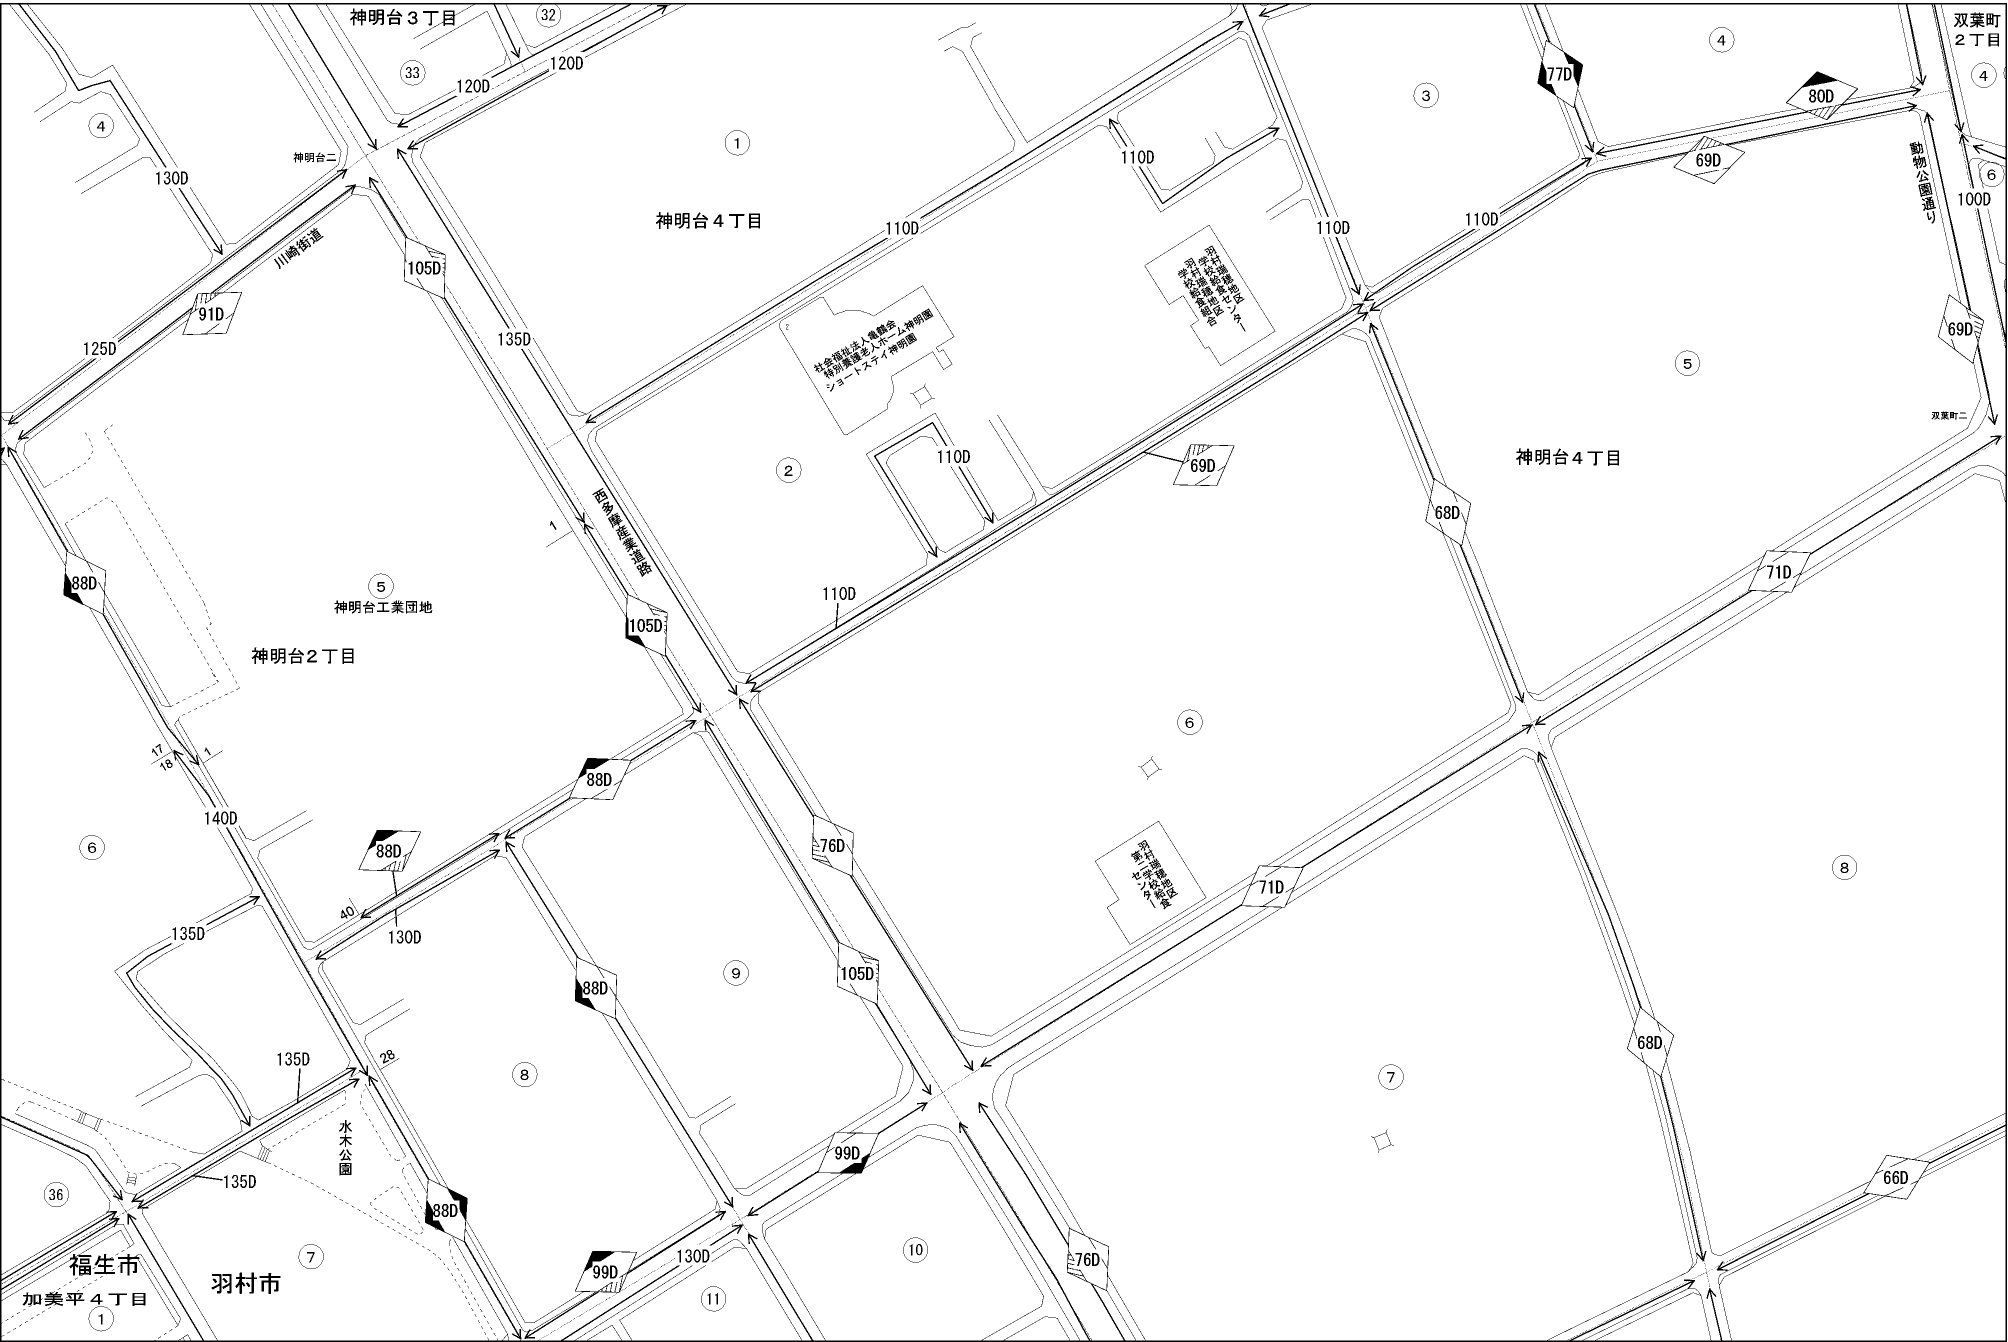 神明台３丁目
32
双葉町
２丁目
33
120D
120D
4
77D
4
3
80D
4
130D
神明台二
1
110D
69D
動物公園通り
6
100D
川崎街道
105D
神明台４丁目
110D
110D
110D
91D
125D
135D
羽村瑞穂地区
学校給食センター
羽村瑞穂地区
学校給食組合
2
社会福祉法人亀鶴会
特別養護老人ホーム神明園
ショートステイ神明園
69D
5
双葉町二
神明台４丁目
2
110D
69D
西多摩産業道路
1
68D
88D
5
神明台工業団地
神明台２丁目
110D
105D
71D
6
17
18
1
88D
140D
6
88D
40
130D
76D
羽村瑞穂地区
学校給食
第二センター
71D
8
135D
88D
9
105D
68D
135D
28
8
7
水木公園
99D
135D
36
88D
66D
福生市
羽村市
7
加美平４丁目
1
99D
130D
10
11
76D